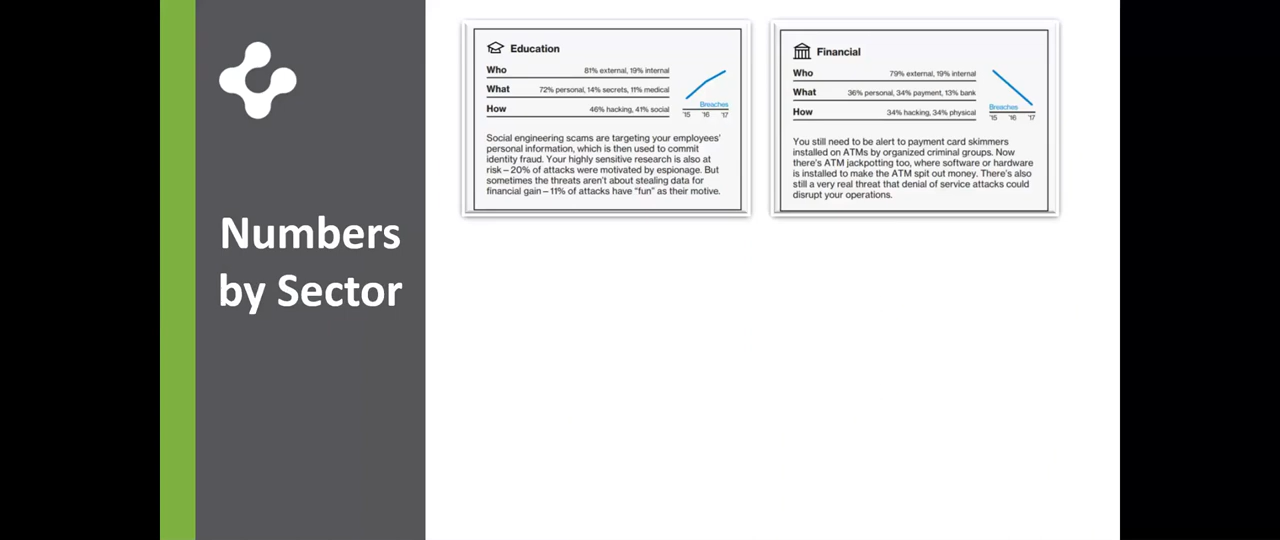 Numbers
by Sector
Education
Who 81% external, 19% internal
What 72% personal, 14% secrets, 11% medical
How 46% hacking, 41% social
Breaches
'15 '16 '17
Social engineering scams are targeting your employees'
personal information, which is then used to commit
identity fraud. Your highly sensitive research is also at
risk – 20% of attacks were motivated by espionage. But
sometimes the threats aren't about stealing data for
financial gain – 11% of attacks have "fun" as their motive.
Financial
Who 79% external, 19% internal
What 36% personal, 34% payment, 13% bank
How 34% hacking, 34% physical
Breaches
'15 '16 '17
You still need to be alert to payment card skimmers
installed on ATMs by organized criminal groups. Now
there's ATM jackpotting too, where software or hardware
is installed to make the ATM spit out money. There's also
still a very real threat that denial of service attacks could
disrupt your operations.